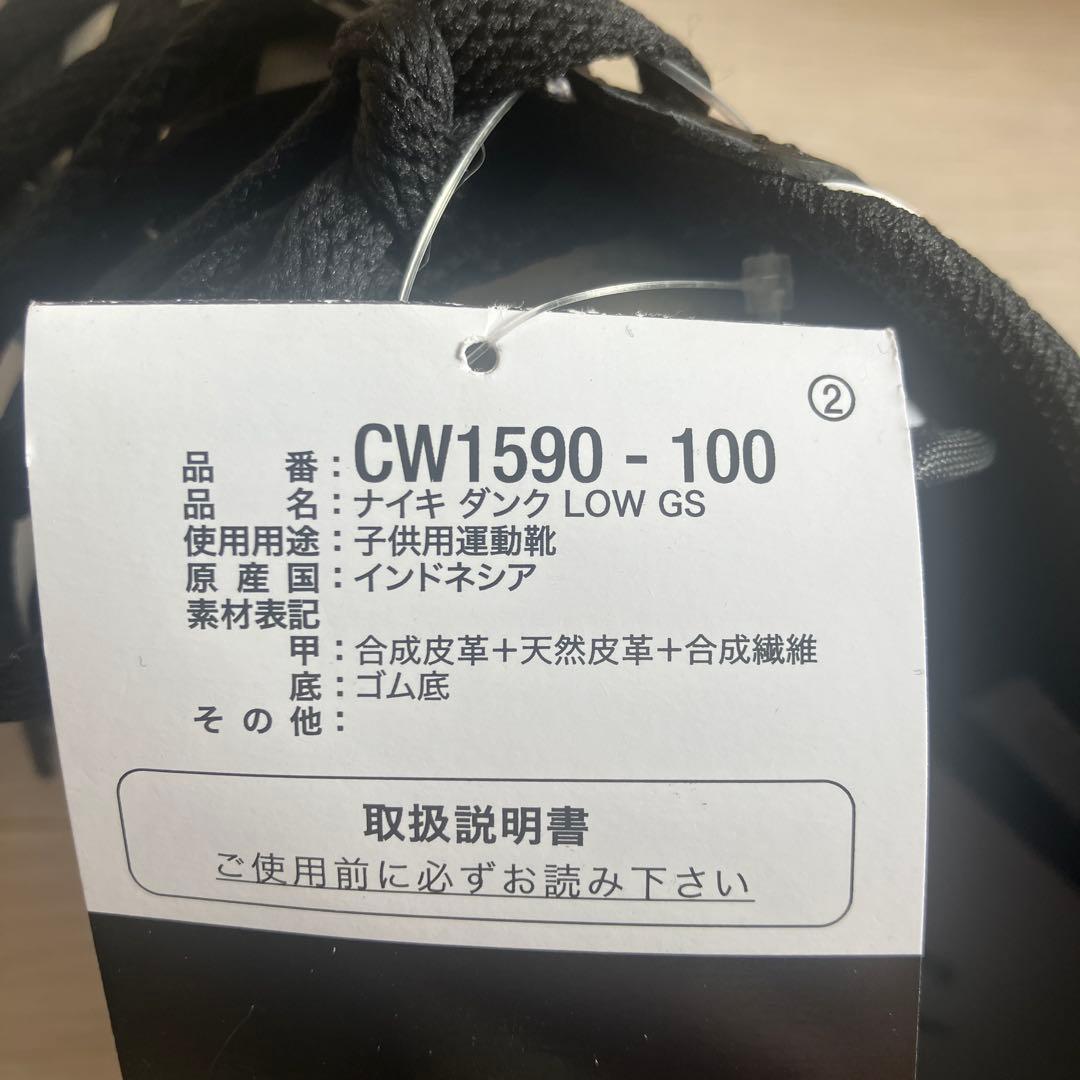 ②
品番：CW1590 - 100
品名：ナイキ ダンク LOW GS
使用用途：子供用運動靴
原産国：インドネシア
素材表記
甲：合成皮革＋天然皮革＋合成繊維
底：ゴム底
その他：
取扱説明書
ご使用前に必ずお読み下さい